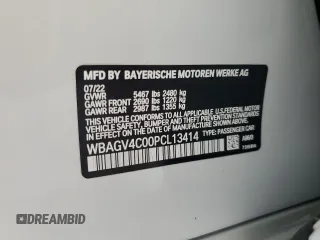 MFD BY BAYERISCHE MOTOREN WERKE AG
07/22
GVWR 5467 lbs 2480 kg
GAWR FRONT 2690 lbs 1220 kg
GAWR REAR 2987 lbs 1355 kg
THIS VEHICLE CONFORMS TO ALL APPLICABLE FEDERAL MOTOR VEHICLE SAFETY, BUMPER, AND THEFT PREVENTION STANDARDS IN EFFECT ON THE DATE OF MANUFACTURE SHOWN ABOVE.
WBAGV4C00PCL13414 TYPE: PASSENGER CAR
DREAMBID
DREAMBID.COM